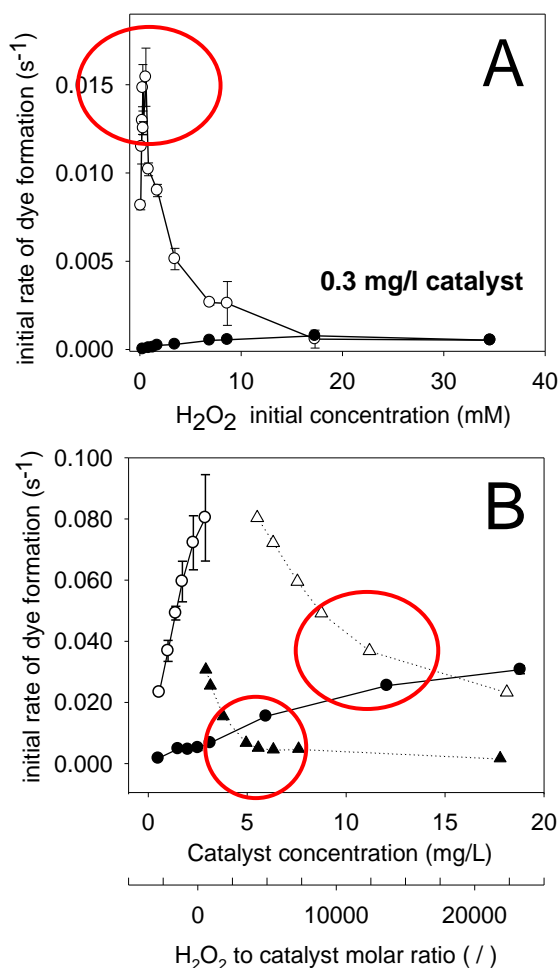 A
initial rate of dye formation (s-1)
0.015
0.010
0.005
0.000
0.3 mg/l catalyst
0 10 20 30 40
H2O2 initial concentration (mM)
B
initial rate of dye formation (s-1)
0.100
0.080
0.060
0.040
0.020
0.000
0 5 10 15 20
Catalyst concentration (mg/L)
0 10000 20000
H2O2 to catalyst molar ratio ( / )